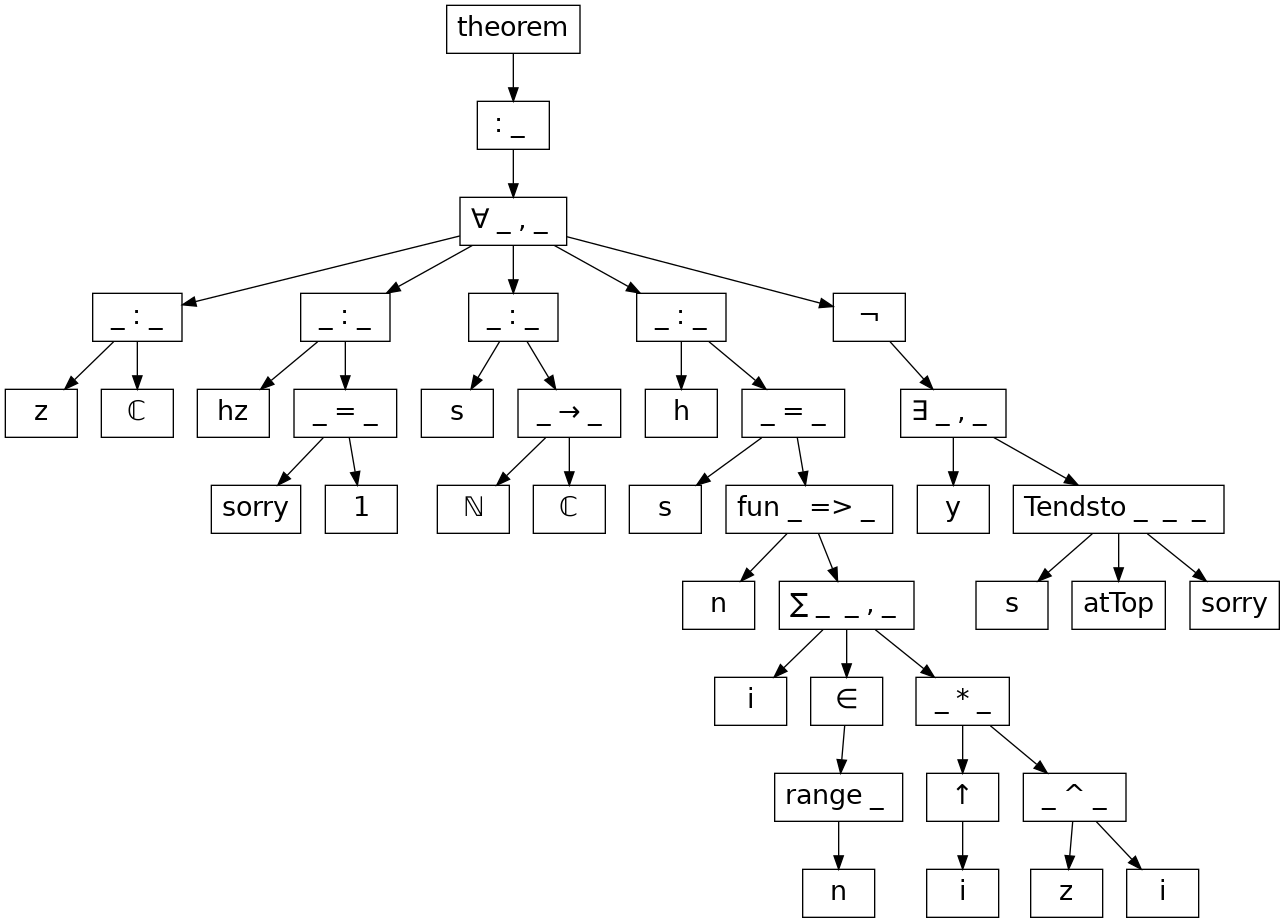 theorem
: _
∀ _ , _
_ : _
_ : _
_ : _
_ : _
¬
z
ℂ
hz
_ = _
s
_ → _
h
_ = _
∃ _ , _
sorry
1
ℕ
ℂ
s
fun _ => _
y
Tendsto _ _ _
n
∑ _ _ , _
s
atTop
sorry
i
∈
_ * _
range _
↑
_ ^ _
n
i
z
i